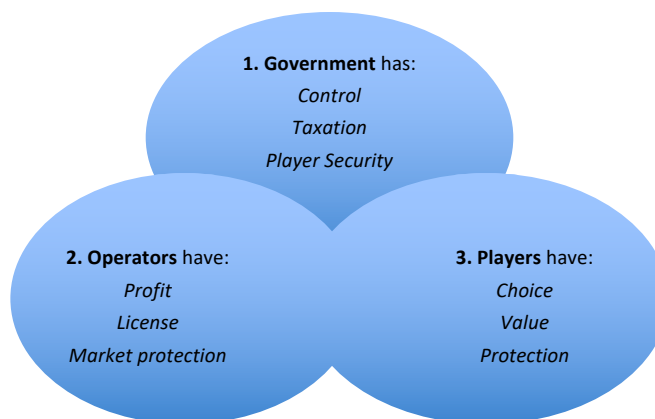 1. Government has:
Control
Taxation
Player Security
2. Operators have:
Profit
License
Market protection
3. Players have:
Choice
Value
Protection